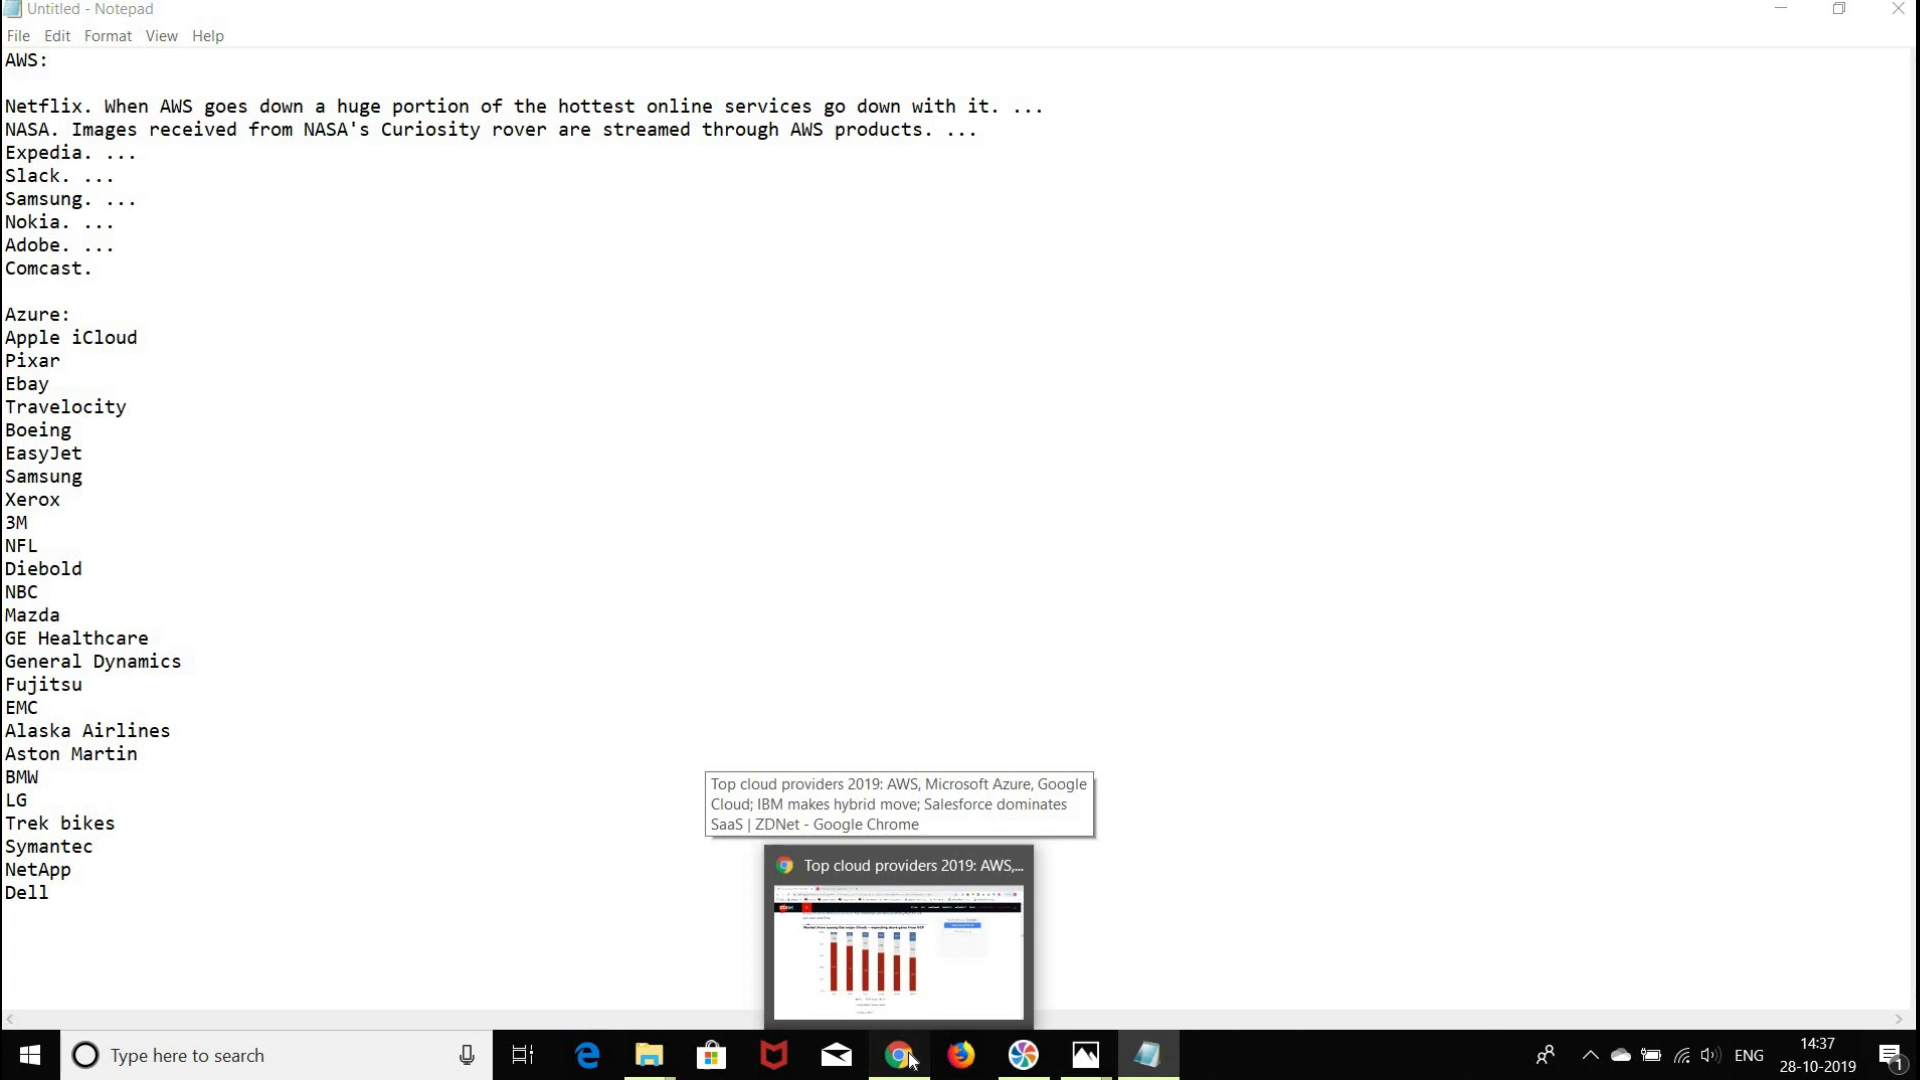 Untitled - Notepad
File Edit Format View Help
AWS:
Netflix. When AWS goes down a huge portion of the hottest online services go down with it. ...
NASA. Images received from NASA's Curiosity rover are streamed through AWS products. ...
Expedia. ...
Slack. ...
Samsung. ...
Nokia. ...
Adobe. ...
Comcast.
Azure:
Apple iCloud
Pixar
Ebay
Travelocity
Boeing
EasyJet
Samsung
Xerox
3M
NFL
Diebold
NBC
Mazda
GE Healthcare
General Dynamics
Fujitsu
EMC
Alaska Airlines
Aston Martin
BMW
LG
Trek bikes
Symantec
NetApp
Dell
Top cloud providers 2019: AWS, Microsoft Azure, Google
Cloud; IBM makes hybrid move; Salesforce dominates
SaaS | ZDNet - Google Chrome
Top cloud providers 2019: AWS,...
Type here to search
ENG
14:37
28-10-2019
1